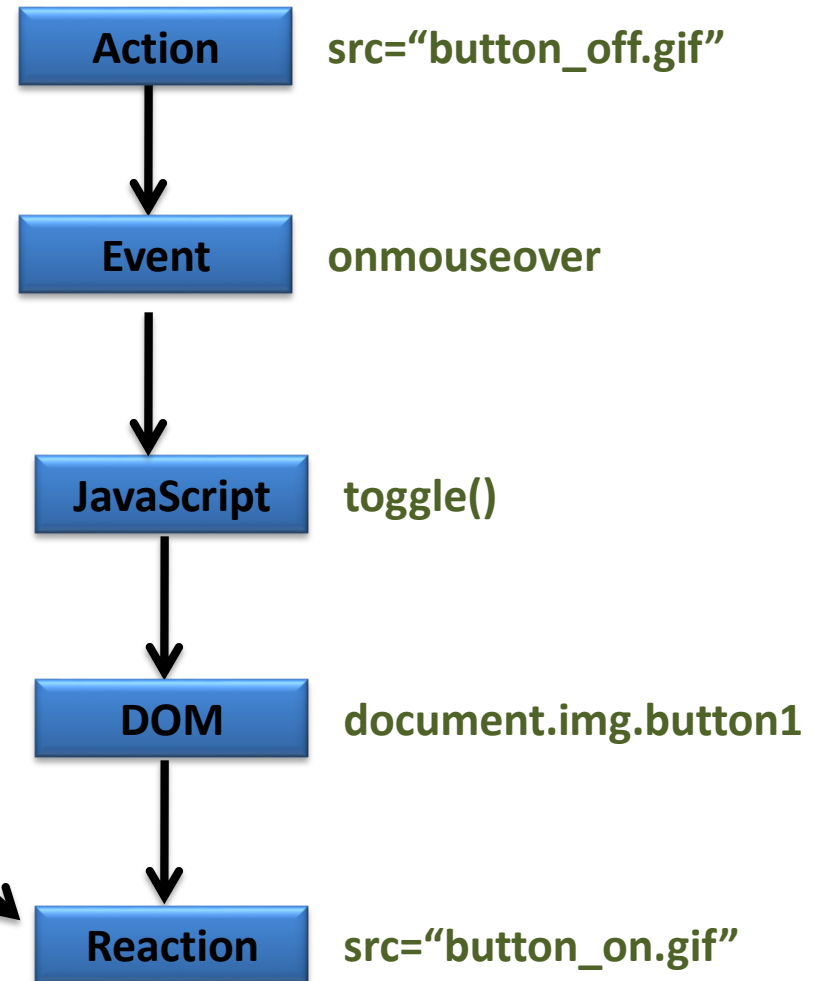 Action src=“button_off.gif”
Event onmouseover
JavaScript toggle()
DOM document.img.button1
Reaction src=“button_on.gif”